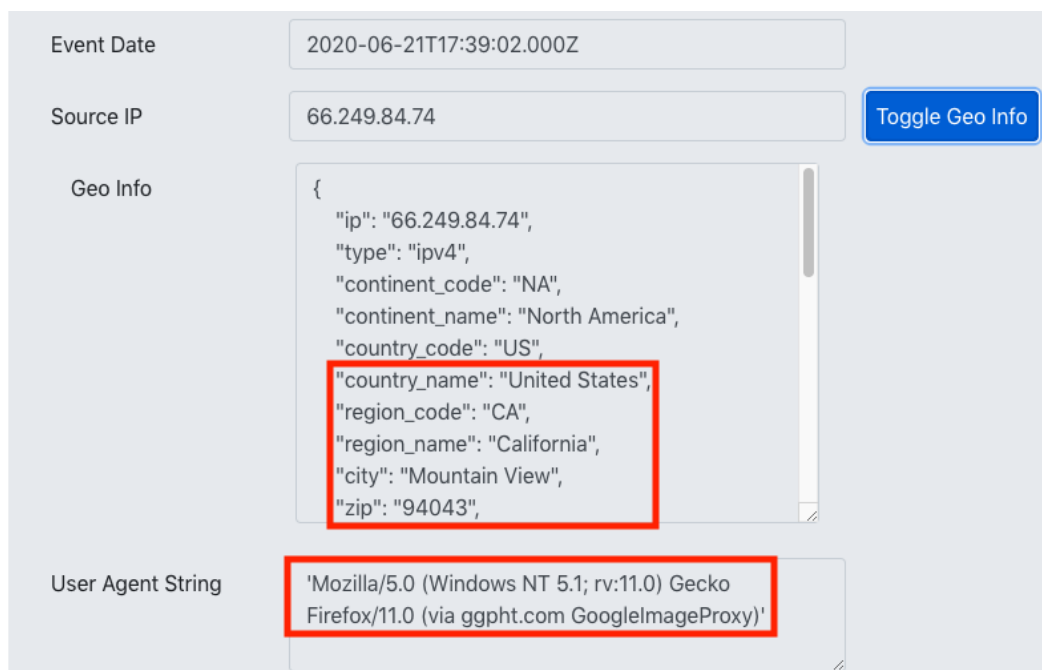 Event Date
2020-06-21T17:39:02.000Z
Source IP
66.249.84.74
Toggle Geo Info
Geo Info
{
"ip": "66.249.84.74",
"type": "ipv4",
"continent_code": "NA",
"continent_name": "North America",
"country_code": "US",
"country_name": "United States",
"region_code": "CA",
"region_name": "California",
"city": "Mountain View",
"zip": "94043",
User Agent String
'Mozilla/5.0 (Windows NT 5.1; rv:11.0) Gecko
Firefox/11.0 (via ggpht.com GoogleImageProxy)'